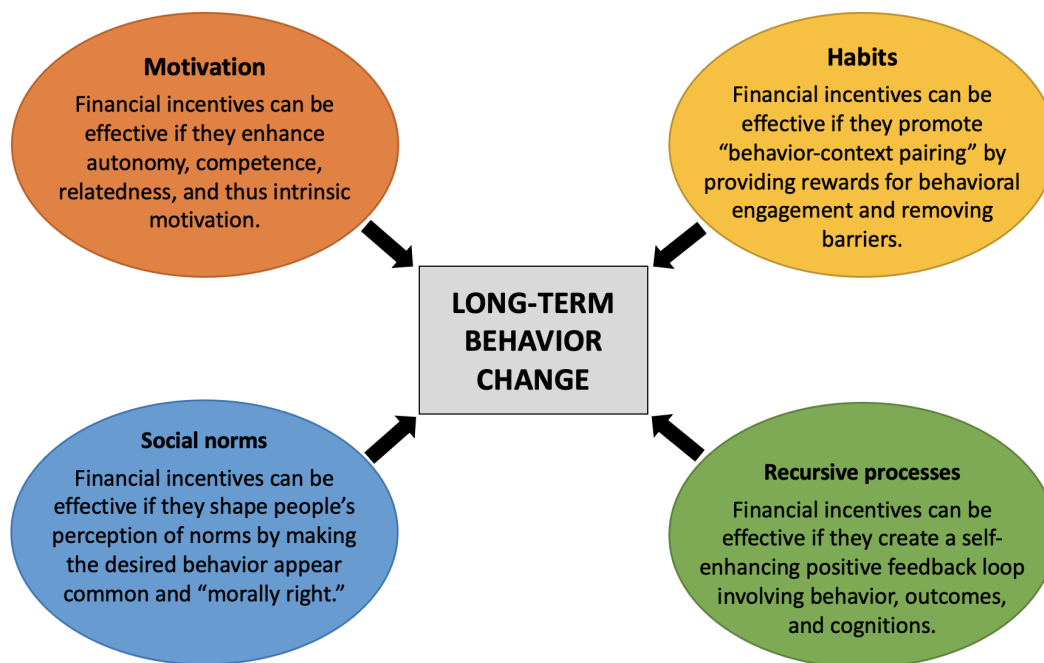 Motivation
Financial incentives can be
effective if they enhance
autonomy, competence,
relatedness, and thus intrinsic
motivation.
Habits
Financial incentives can be
effective if they promote
“behavior-context pairing” by
providing rewards for behavioral
engagement and removing
barriers.
LONG-TERM
BEHAVIOR
CHANGE
Social norms
Financial incentives can be
effective if they shape people’s
perception of norms by making
the desired behavior appear
common and “morally right.”
Recursive processes
Financial incentives can be
effective if they create a self-
enhancing positive feedback loop
involving behavior, outcomes,
and cognitions.